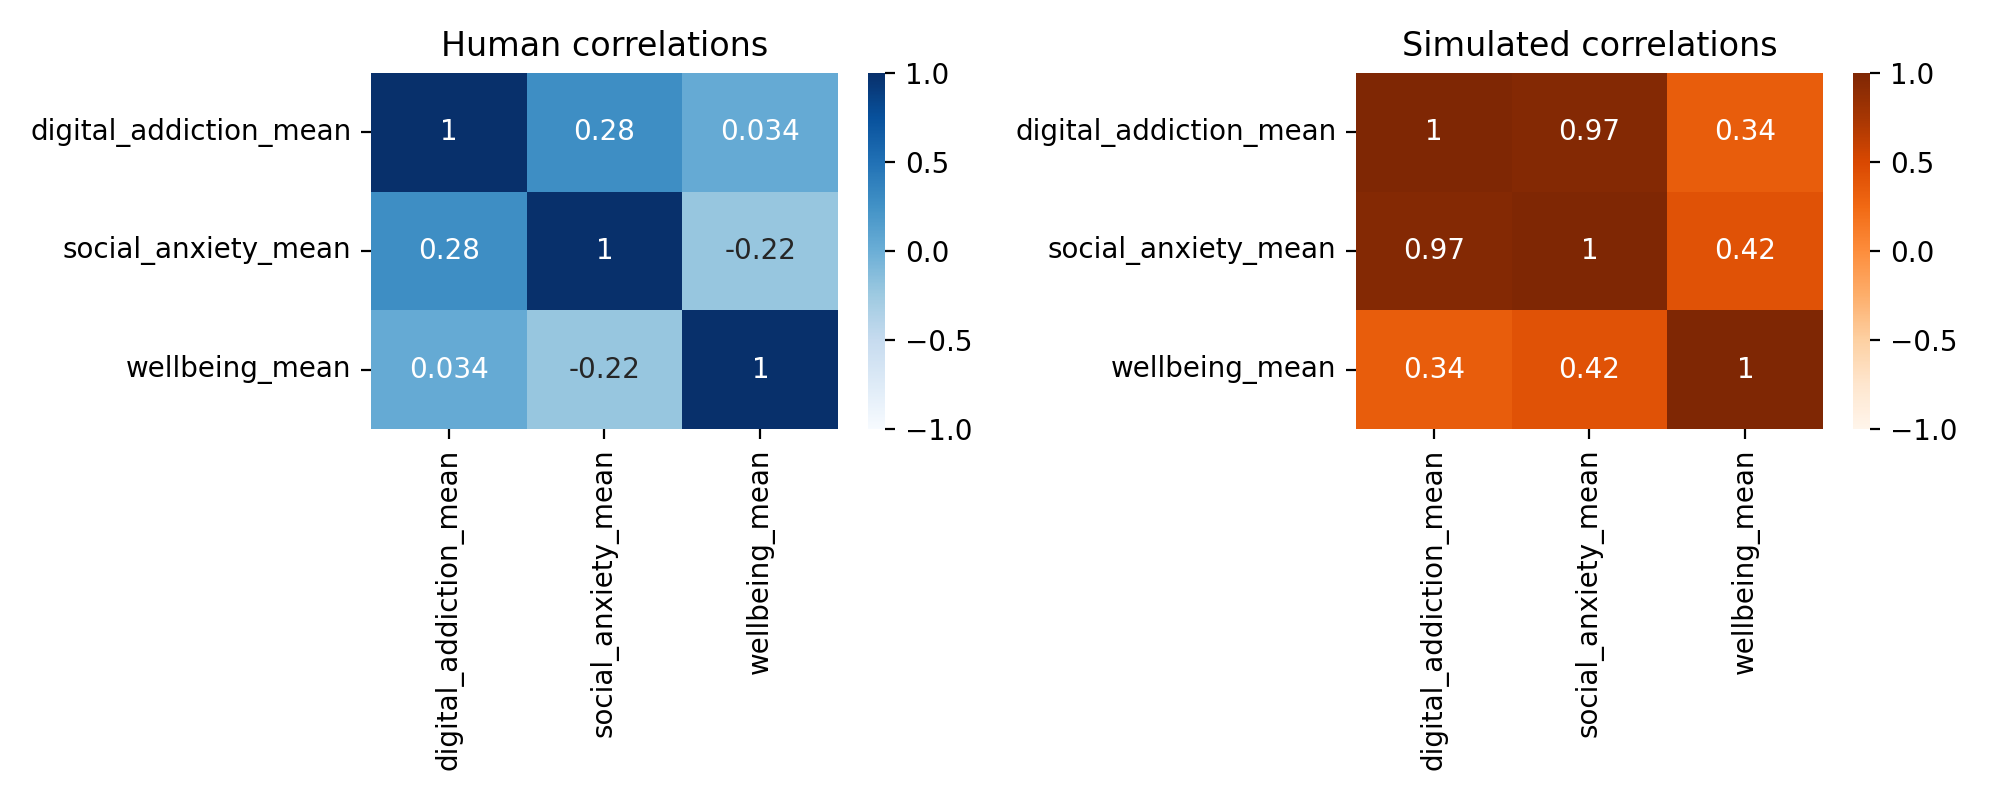 Human correlations
digital_addiction_mean 1 0.28 0.034
social_anxiety_mean 0.28 1 -0.22
wellbeing_mean 0.034 -0.22 1
digital_addiction_mean
social_anxiety_mean
wellbeing_mean
1.0
0.5
0.0
−0.5
−1.0
Simulated correlations
digital_addiction_mean 1 0.97 0.34
social_anxiety_mean 0.97 1 0.42
wellbeing_mean 0.34 0.42 1
digital_addiction_mean
social_anxiety_mean
wellbeing_mean
1.0
0.5
0.0
−0.5
−1.0